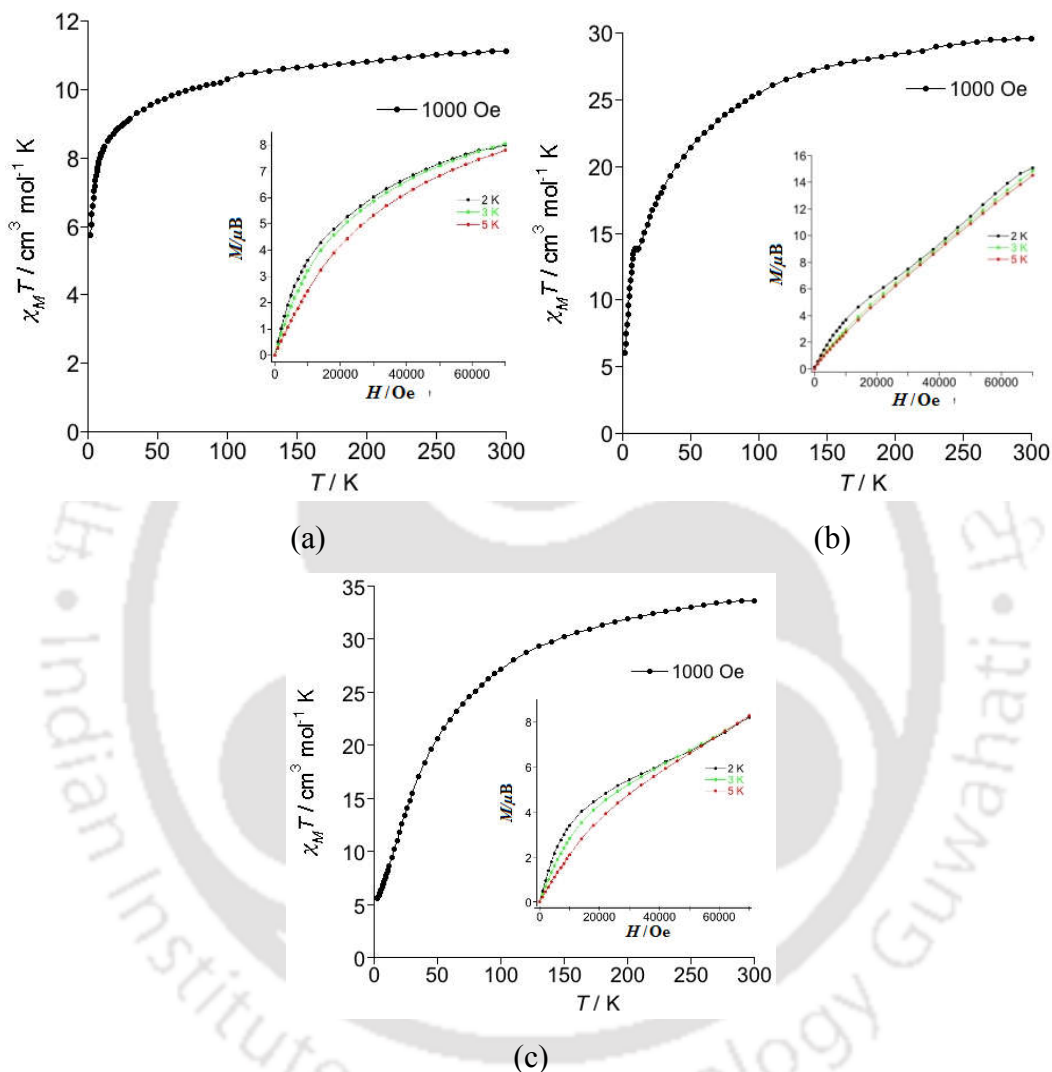 12
10
8
6
4
2
0
χMT / cm3 mol-1 K
1000 Oe
8
7
6
5
4
3
2
1
0
M/μB
2 K
3 K
5 K
0 20000 40000 60000
H / Oe
0 50 100 150 200 250 300
T / K
(a)
30
25
20
15
10
5
0
χMT / cm3 mol-1 K
1000 Oe
16
14
12
10
8
6
4
2
0
M/μB
2 K
3 K
5 K
0 20000 40000 60000
H / Oe
0 50 100 150 200 250 300
T / K
(b)
35
30
25
20
15
10
5
0
χMT / cm3 mol-1 K
1000 Oe
8
6
4
2
0
M/μB
2 K
3 K
5 K
0 20000 40000 60000
H / Oe
0 50 100 150 200 250 300
T / K
(c)
Indian Institute
ology Guwahati